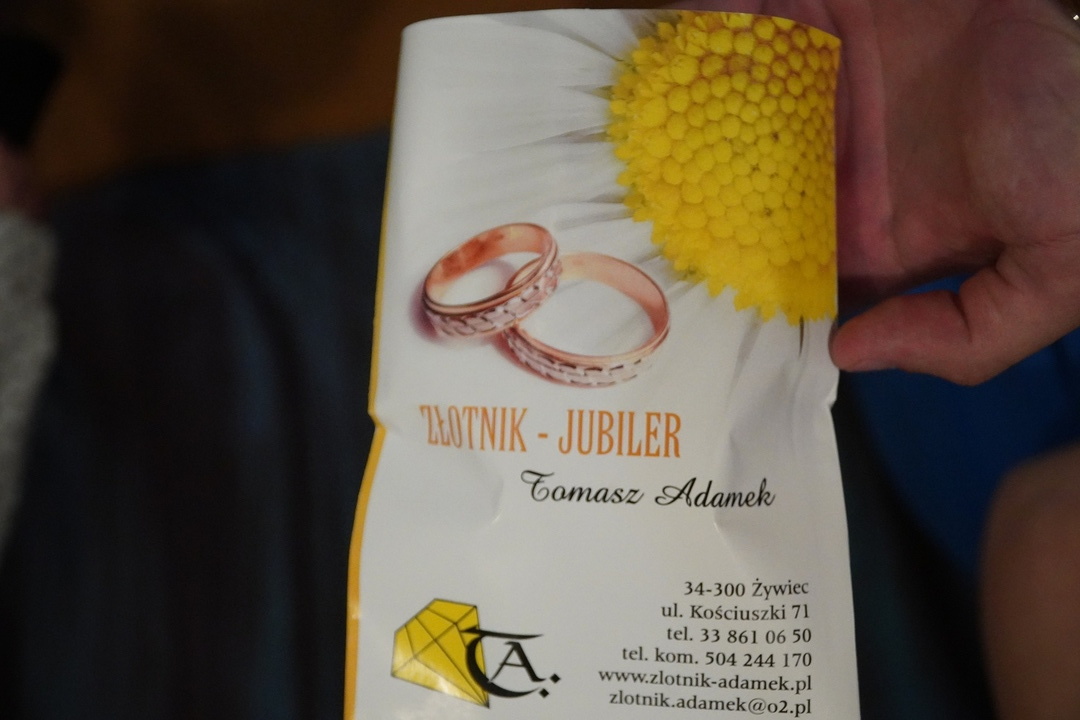 ZŁOTNIK - JUBILER
Tomasz Adamek
34-300 Żywiec
ul. Kościuszki 71
tel. 33 861 06 50
tel. kom. 504 244 170
www.zlotnik-adamek.pl
zlotnik.adamek@o2.pl
TA